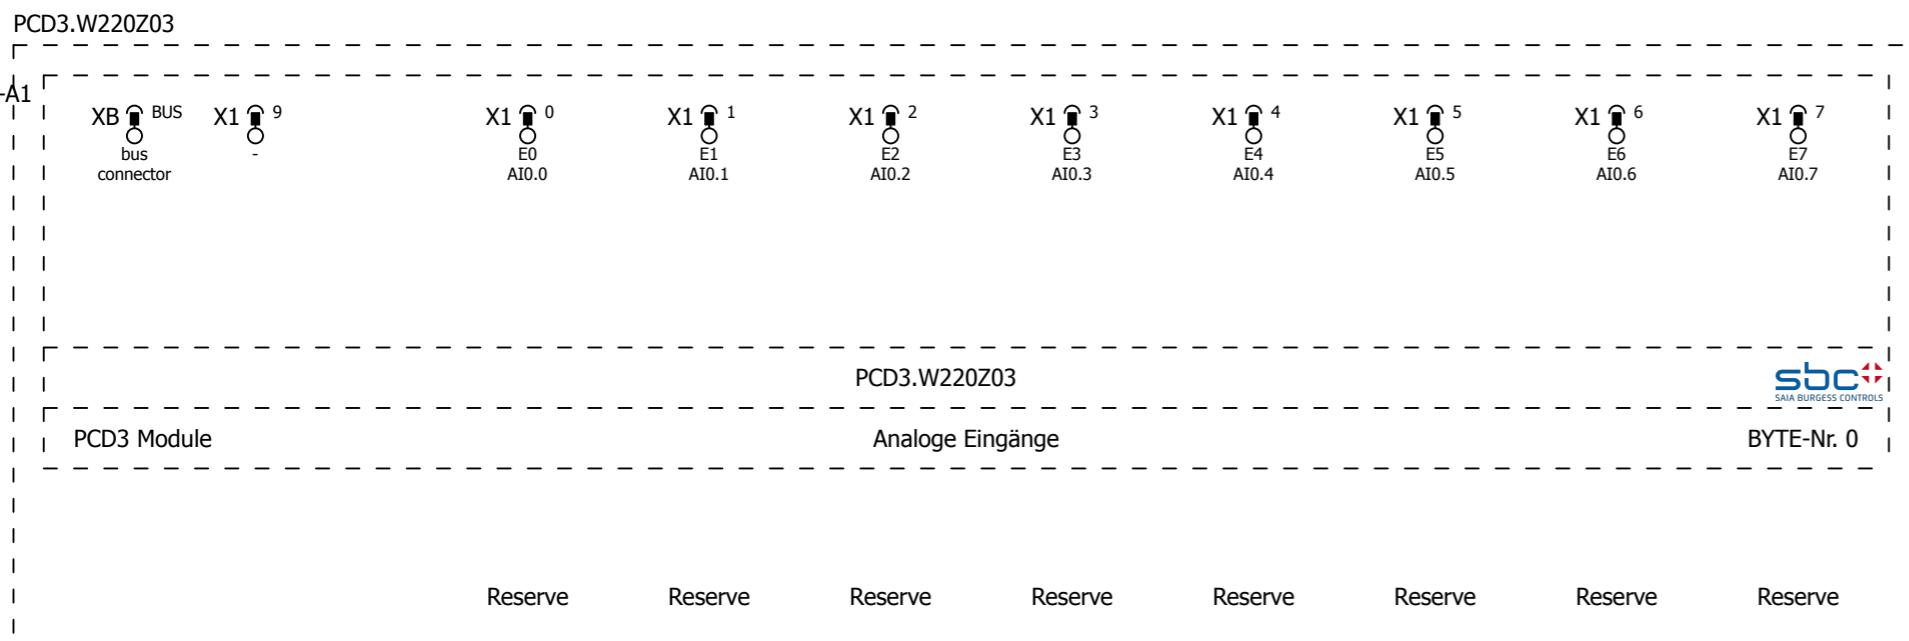 PCD3.W220Z03
-A1
XB BUS X1 9 X1 0 X1 1 X1 2 X1 3 X1 4 X1 5 X1 6 X1 7
bus - E0 E1 E2 E3 E4 E5 E6 E7
connector AI0.0 AI0.1 AI0.2 AI0.3 AI0.4 AI0.5 AI0.6 AI0.7
PCD3.W220Z03
sbc
SAIA BURGESS CONTROLS
PCD3 Module Analoge Eingänge BYTE-Nr. 0
Reserve Reserve Reserve Reserve Reserve Reserve Reserve Reserve